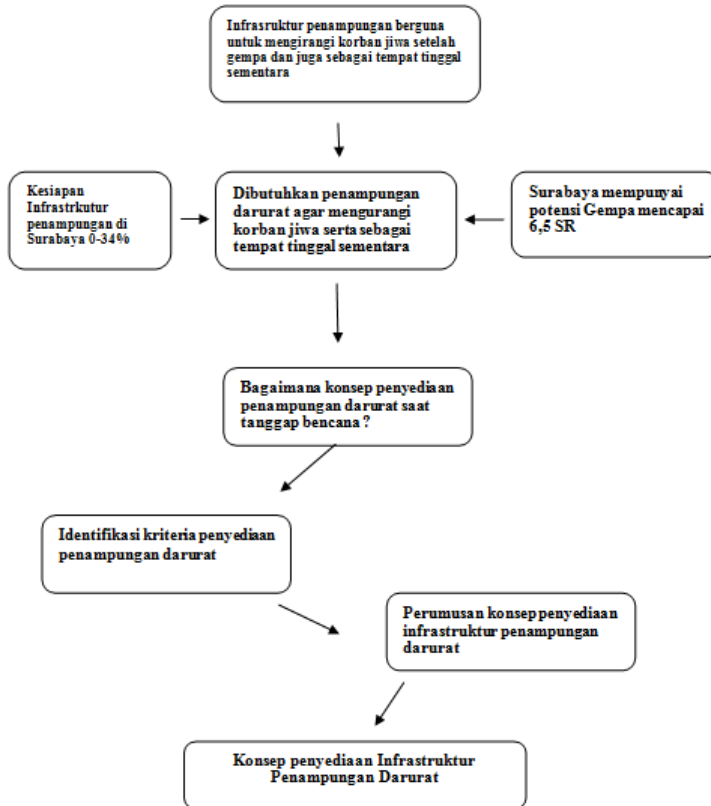 Infrasruktur penampungan berguna
untuk mengirangi korban jiwa setelah
gempa dan juga sebagai tempat tinggal
sementara
Kesiapan
Infrastrkutur
penampungan di
Surabaya 0-34%
Dibutuhkan penampungan
darurat agar mengurangi
korban jiwa serta sebagai
tempat tinggal sementara
Surabaya mempunyai
potensi Gempa mencapai
6,5 SR
Bagaimana konsep penyediaan
penampungan darurat saat
tanggap bencana ?
Identifikasi kriteria penyediaan
penampungan darurat
Perumusan konsep penyediaan
infrastruktur penampungan
darurat
Konsep penyediaan Infrastruktur
Penampungan Darurat